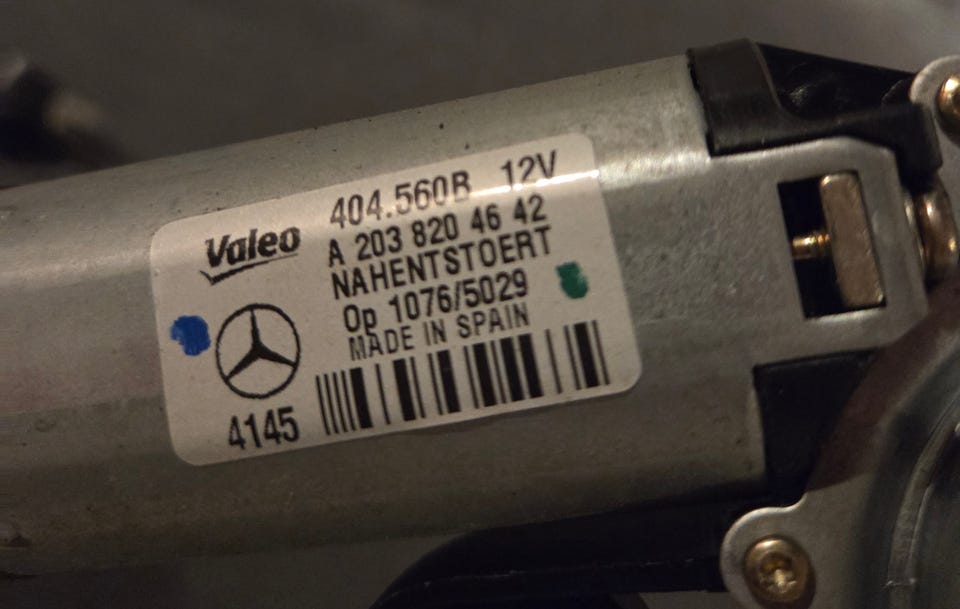 Valeo
404.560B 12V
A 203 820 46 42
NAHENTSTOERT
Op 1076/5029
MADE IN SPAIN
4145